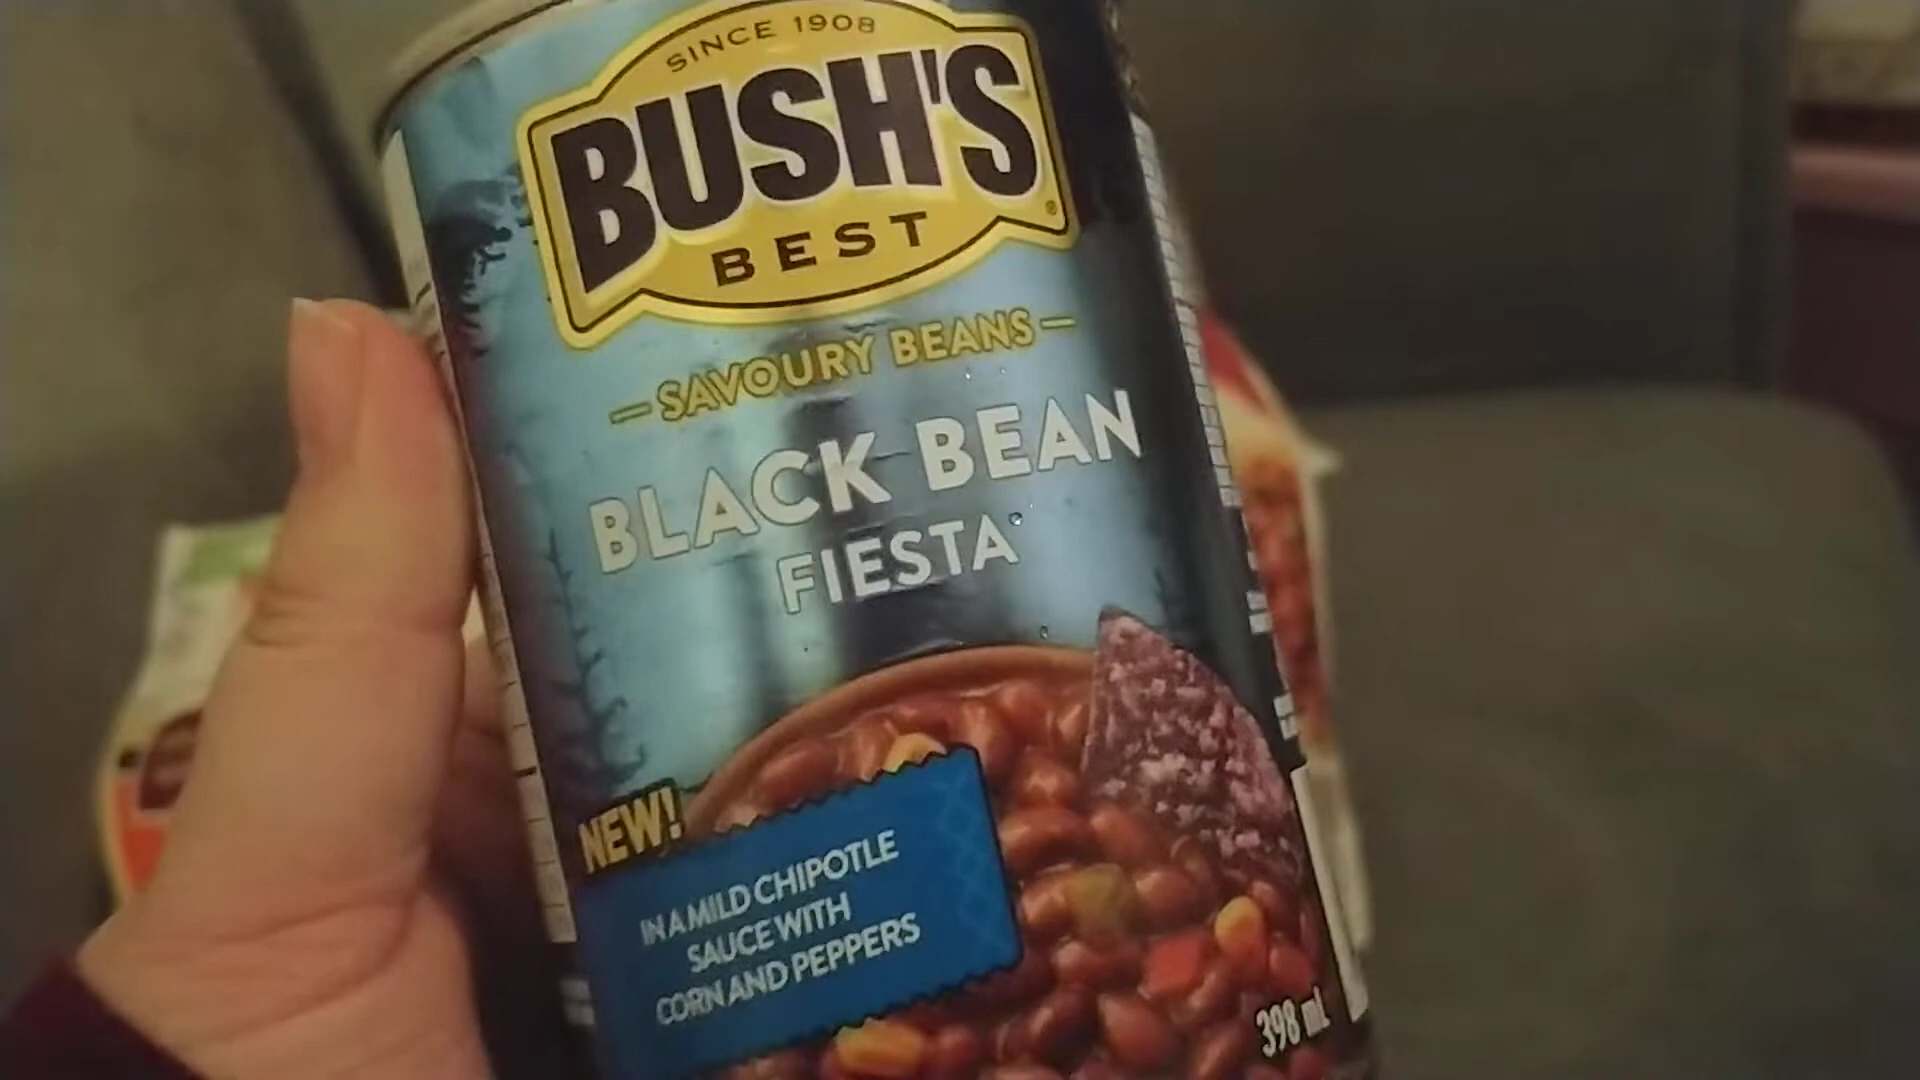 SINCE 1908
BUSH'S
BEST
®
— SAVOURY BEANS —
BLACK BEAN
FIESTA
NEW!
IN A MILD CHIPOTLE
SAUCE WITH
CORN AND PEPPERS
398 mL